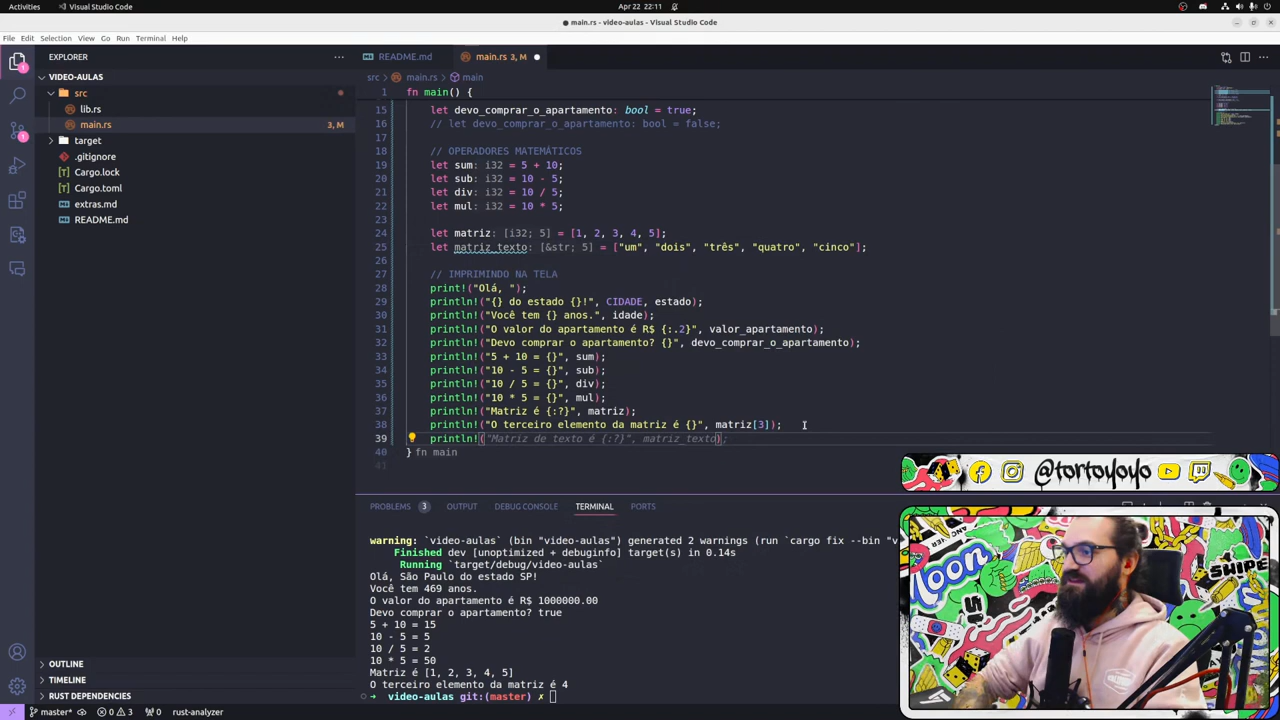 Activities
Visual Studio Code
Apr 22 22:11
● main.rs - video-aulas - Visual Studio Code
File Edit Selection View Go Run Terminal Help
EXPLORER
VIDEO-AULAS
src
lib.rs
main.rs 3, M
target
.gitignore
Cargo.lock
Cargo.toml
extras.md
README.md
OUTLINE
TIMELINE
RUST DEPENDENCIES
README.md
main.rs 3, M
src > main.rs > main
1 fn main() {
15 let devo_comprar_o_apartamento: bool = true;
16 // let devo_comprar_o_apartamento: bool = false;
17
18 // OPERADORES MATEMÁTICOS
19 let sum: i32 = 5 + 10;
20 let sub: i32 = 10 - 5;
21 let div: i32 = 10 / 5;
22 let mul: i32 = 10 * 5;
23
24 let matriz: [i32; 5] = [1, 2, 3, 4, 5];
25 let matriz_texto: [&str; 5] = ["um", "dois", "três", "quatro", "cinco"];
26
27 // IMPRIMINDO NA TELA
28 print!("Olá, ");
29 println!("{} do estado {}!", CIDADE, estado);
30 println!("Você tem {} anos.", idade);
31 println!("O valor do apartamento é R$ {:.2}", valor_apartamento);
32 println!("Devo comprar o apartamento? {}", devo_comprar_o_apartamento);
33 println!("5 + 10 = {}", sum);
34 println!("10 - 5 = {}", sub);
35 println!("10 / 5 = {}", div);
36 println!("10 * 5 = {}", mul);
37 println!("Matriz é {:?}", matriz);
38 println!("O terceiro elemento da matriz é {}", matriz[3]);
39 println!("Matriz de texto é {:?}", matriz_texto);
40 } fn main
41
@tortoyoyo
PROBLEMS 3 OUTPUT DEBUG CONSOLE TERMINAL PORTS
warning: `video-aulas` (bin "video-aulas") generated 2 warnings (run `cargo fix --bin "v
Finished dev [unoptimized + debuginfo] target(s) in 0.14s
Running `target/debug/video-aulas`
Olá, São Paulo do estado SP!
Você tem 469 anos.
O valor do apartamento é R$ 1000000.00
Devo comprar o apartamento? true
5 + 10 = 15
10 - 5 = 5
10 / 5 = 2
10 * 5 = 50
Matriz é [1, 2, 3, 4, 5]
O terceiro elemento da matriz é 4
➜ video-aulas git:(master) ✗
master* 0 3 0 rust-analyzer